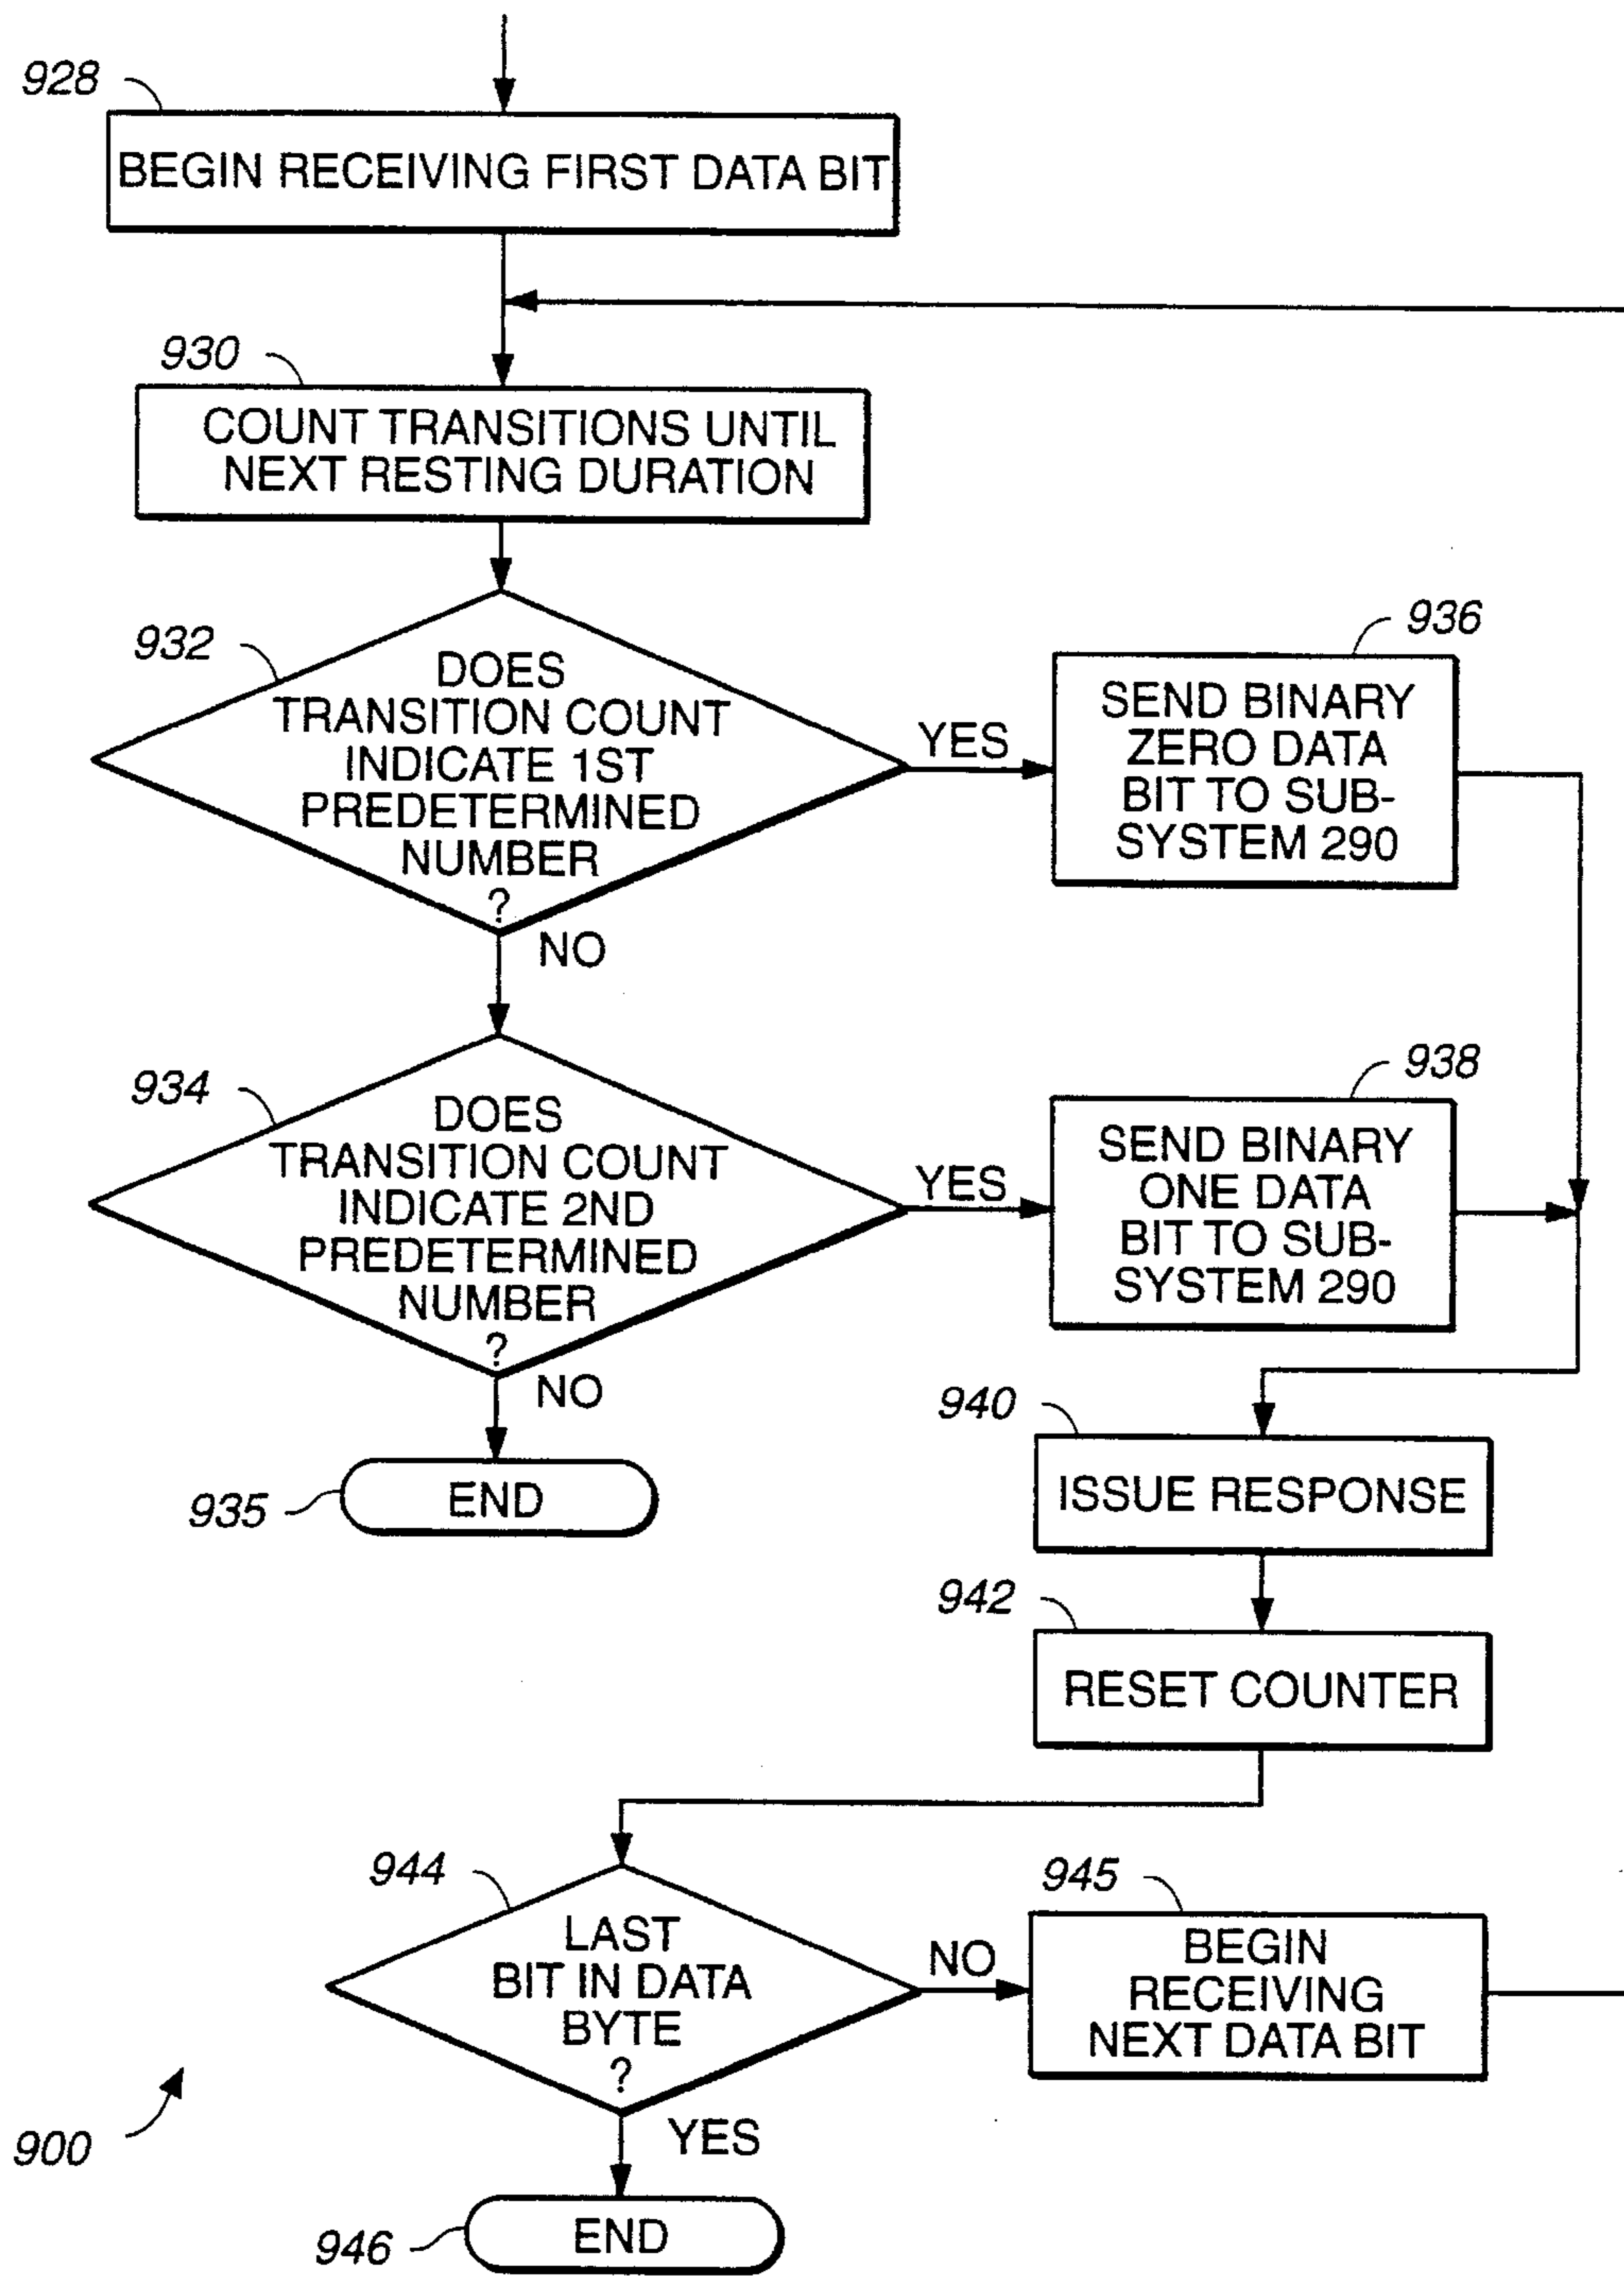 928
BEGIN RECEIVING FIRST DATA BIT
930
COUNT TRANSITIONS UNTIL
NEXT RESTING DURATION
932
DOES
TRANSITION COUNT
INDICATE 1ST
PREDETERMINED
NUMBER
?
YES
NO
936
SEND BINARY
ZERO DATA
BIT TO SUB-
SYSTEM 290
934
DOES
TRANSITION COUNT
INDICATE 2ND
PREDETERMINED
NUMBER
?
YES
NO
938
SEND BINARY
ONE DATA
BIT TO SUB-
SYSTEM 290
935
END
940
ISSUE RESPONSE
942
RESET COUNTER
944
LAST
BIT IN DATA
BYTE
?
NO
YES
945
BEGIN
RECEIVING
NEXT DATA BIT
900
946
END